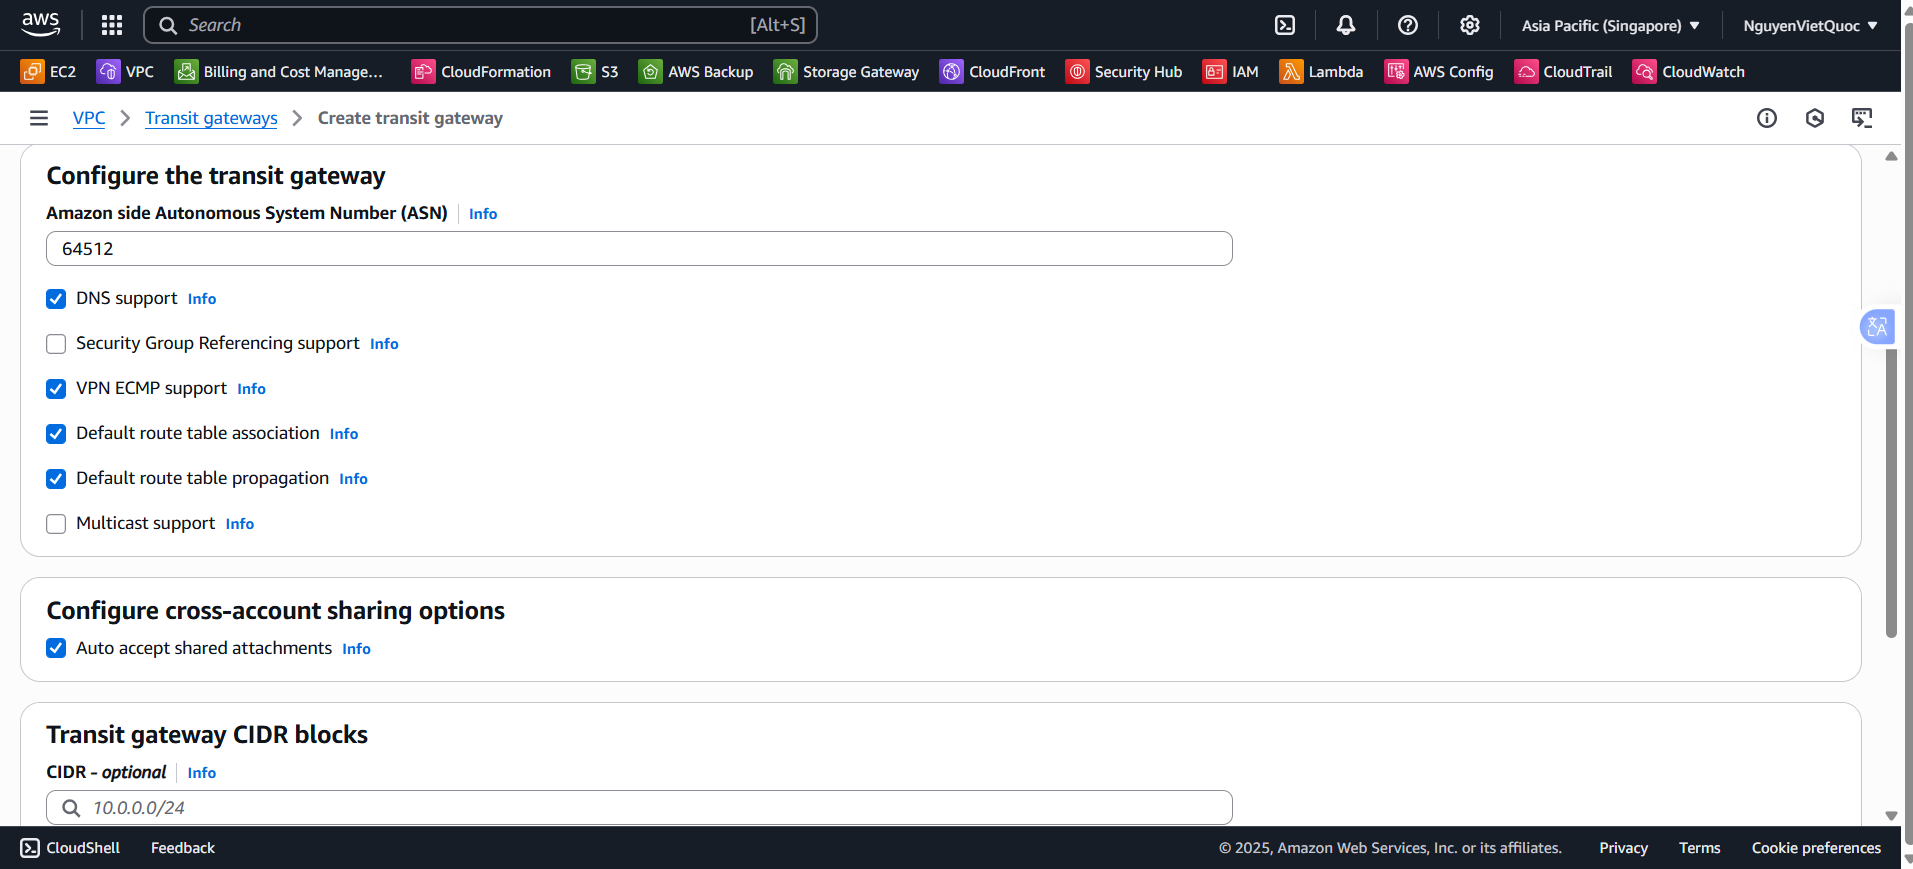 aws Search [Alt+S] Asia Pacific (Singapore) NguyenVietQuoc
EC2 VPC Billing and Cost Manage... CloudFormation S3 AWS Backup Storage Gateway CloudFront Security Hub IAM Lambda AWS Config CloudTrail CloudWatch
VPC Transit gateways Create transit gateway
Configure the transit gateway
Amazon side Autonomous System Number (ASN) Info
64512
DNS support Info
Security Group Referencing support Info
VPN ECMP support Info
Default route table association Info
Default route table propagation Info
Multicast support Info
Configure cross-account sharing options
Auto accept shared attachments Info
Transit gateway CIDR blocks
CIDR - optional Info
10.0.0.0/24
CloudShell Feedback © 2025, Amazon Web Services, Inc. or its affiliates. Privacy Terms Cookie preferences